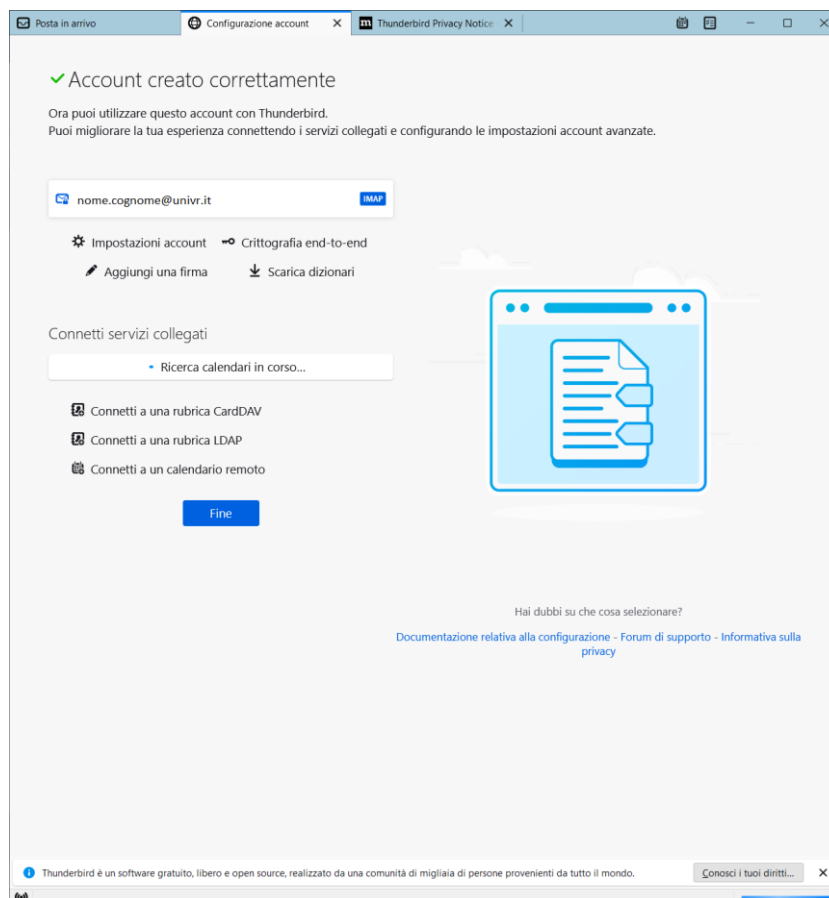 Posta in arrivo
Configurazione account
Thunderbird Privacy Notice
Account creato correttamente
Ora puoi utilizzare questo account con Thunderbird.
Puoi migliorare la tua esperienza connettendo i servizi collegati e configurando le impostazioni account avanzate.
nome.cognome@univr.it
IMAP
Impostazioni account
Crittografia end-to-end
Aggiungi una firma
Scarica dizionari
Connetti servizi collegati
Ricerca calendari in corso...
Connetti a una rubrica CardDAV
Connetti a una rubrica LDAP
Connetti a un calendario remoto
Fine
Hai dubbi su che cosa selezionare?
Documentazione relativa alla configurazione - Forum di supporto - Informativa sulla
privacy
Thunderbird è un software gratuito, libero e open source, realizzato da una comunità di migliaia di persone provenienti da tutto il mondo.
Conosci i tuoi diritti...